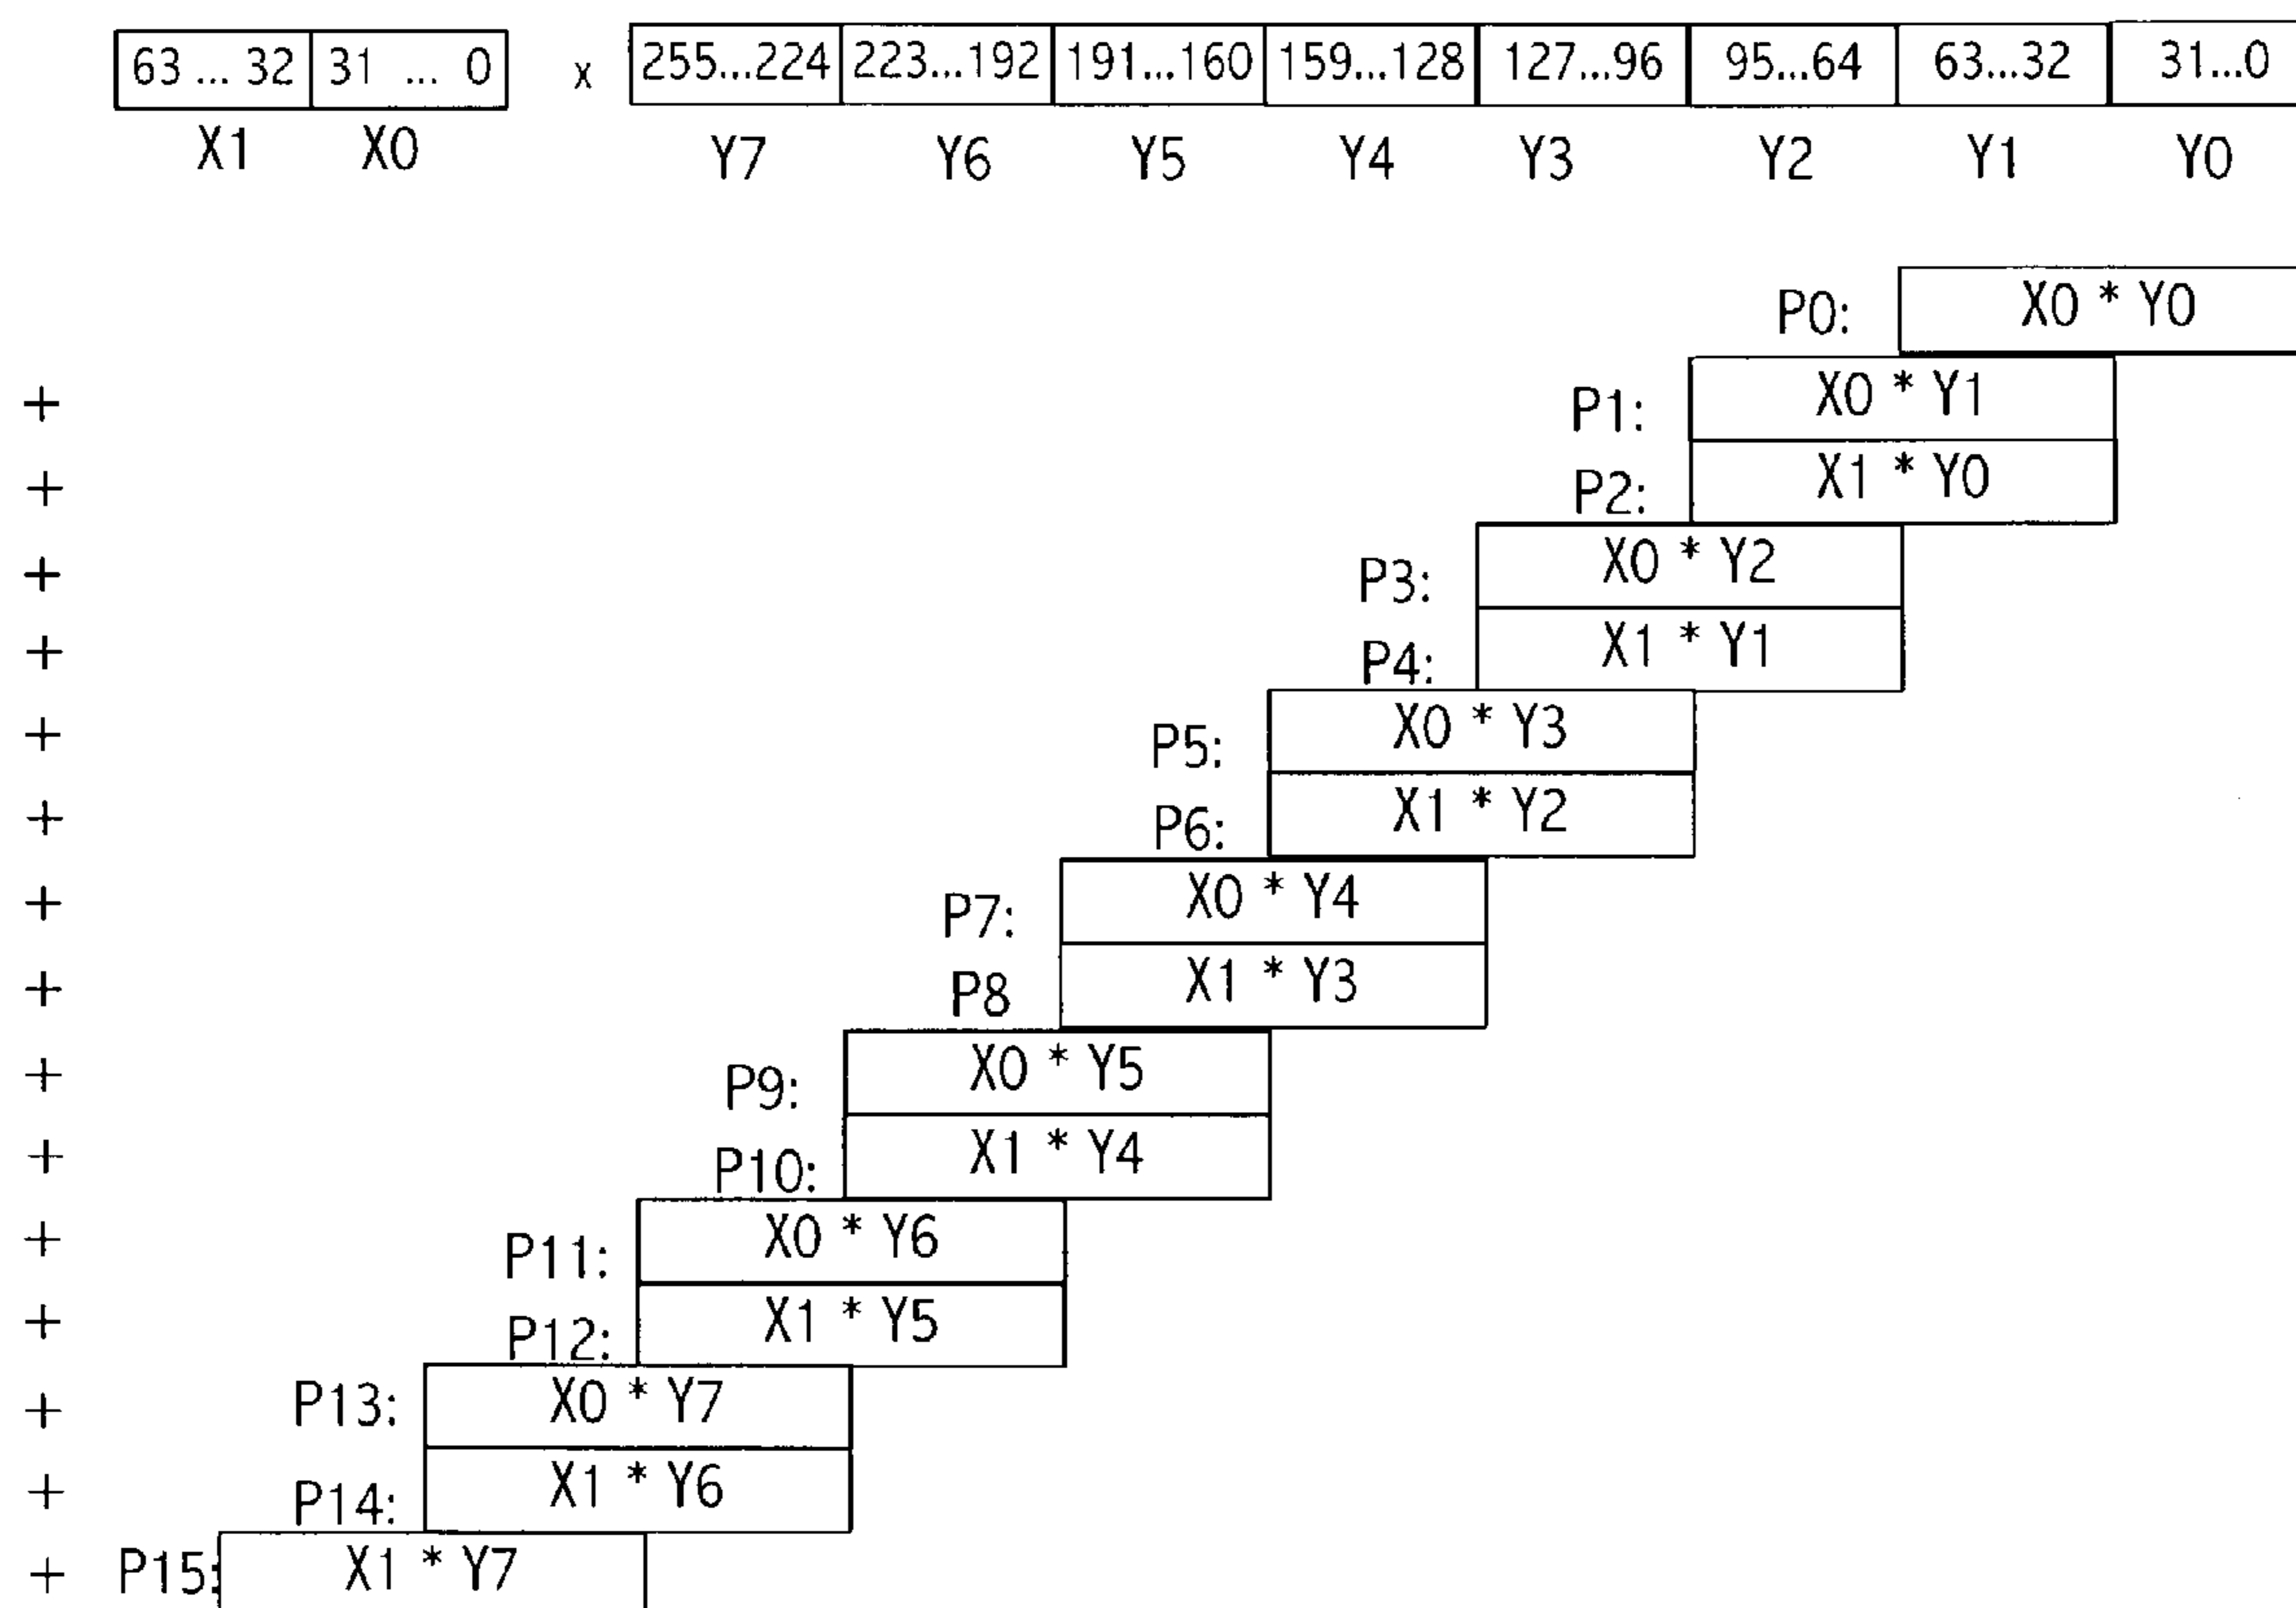 63 ... 32 31 ... 0 x 255...224 223...192 191...160 159...128 127...96 95...64 63...32 31...0
X1 X0 Y7 Y6 Y5 Y4 Y3 Y2 Y1 Y0
P0: X0 * Y0
+ P1: X0 * Y1
+ P2: X1 * Y0
+ P3: X0 * Y2
+ P4: X1 * Y1
+ P5: X0 * Y3
+ P6: X1 * Y2
+ P7: X0 * Y4
+ P8 X1 * Y3
+ P9: X0 * Y5
+ P10: X1 * Y4
+ P11: X0 * Y6
+ P12: X1 * Y5
+ P13: X0 * Y7
+ P14: X1 * Y6
+ P15: X1 * Y7